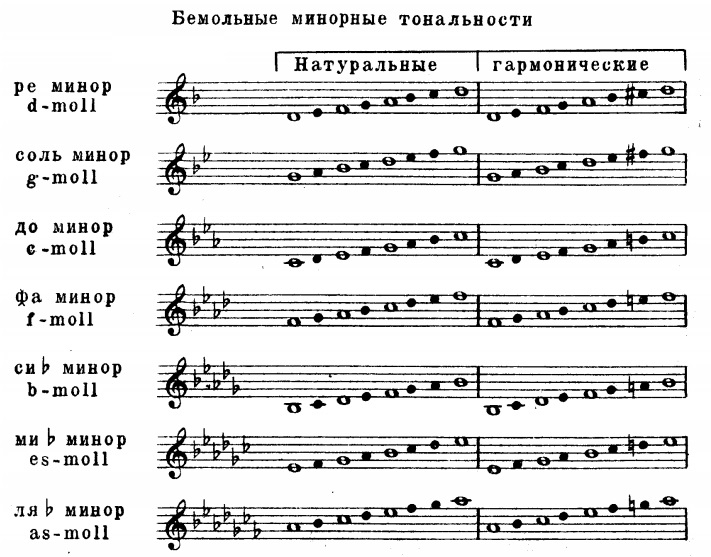 Бемольные минорные тональности
Натуральные гармонические
ре минор
d-moll
соль минор
g-moll
до минор
c-moll
фа минор
f-moll
си♭ минор
b-moll
ми♭ минор
es-moll
ля♭ минор
as-moll